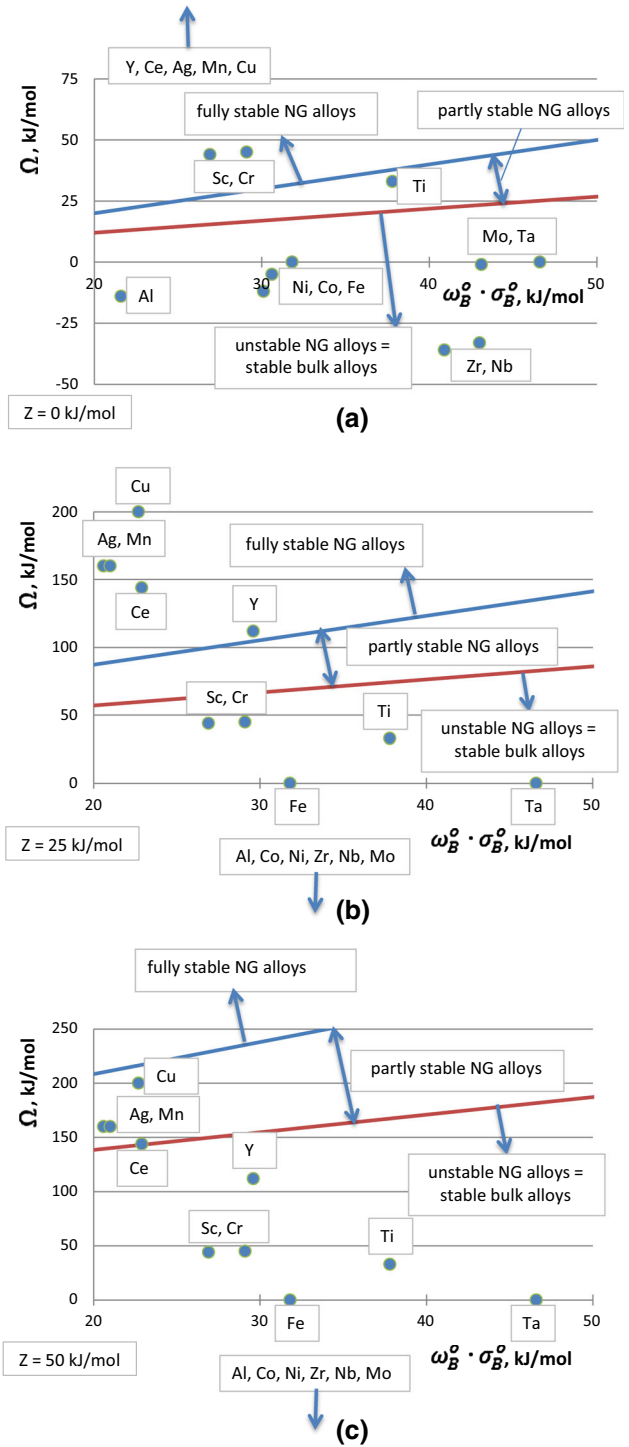 Y, Ce, Ag, Mn, Cu
75
Ω, kJ/mol
fully stable NG alloys
partly stable NG alloys
50
Sc, Cr
Ti
25
Mo, Ta
0
20
30
40
50
Al
Ni, Co, Fe
ω_B^o · σ_B^o, kJ/mol
-25
unstable NG alloys =
stable bulk alloys
Zr, Nb
-50
Z = 0 kJ/mol
(a)
Cu
200
Ω, kJ/mol
Ag, Mn
fully stable NG alloys
150
Ce
Y
100
partly stable NG alloys
Sc, Cr
Ti
50
unstable NG alloys =
stable bulk alloys
0
20
30
40
50
Fe
Ta
ω_B^o · σ_B^o, kJ/mol
Z = 25 kJ/mol
Al, Co, Ni, Zr, Nb, Mo
(b)
fully stable NG alloys
250
Ω, kJ/mol
200
Cu
partly stable NG alloys
Ag, Mn
150
Ce
Y
unstable NG alloys =
stable bulk alloys
100
Sc, Cr
Ti
50
0
20
30
40
50
Fe
Ta
ω_B^o · σ_B^o, kJ/mol
Z = 50 kJ/mol
Al, Co, Ni, Zr, Nb, Mo
(c)